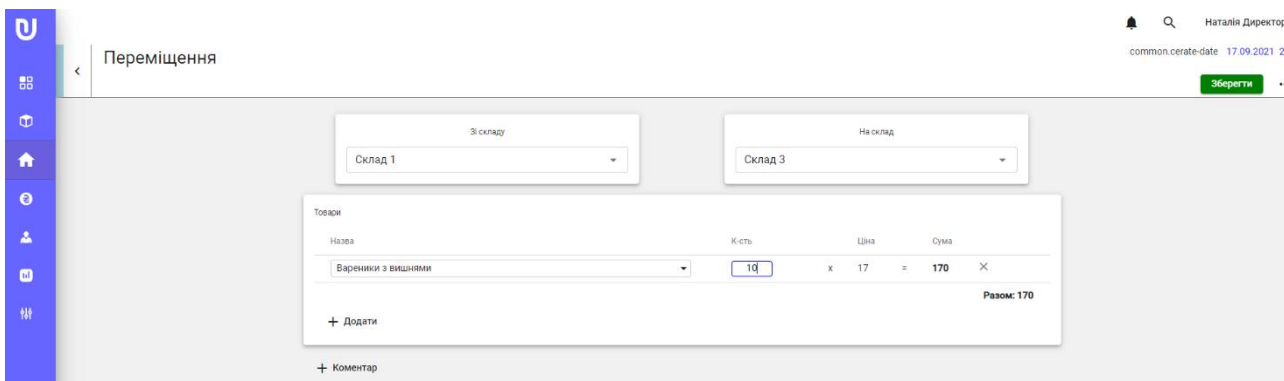 Наталія Директор
Переміщення
common.cerate-date 17.09.2021 2
Зберегти
Зі складу
На склад
Склад 1
Склад 3
Товари
Назва К-сть Ціна Сума
Вареники з вишнями 10 x 17 = 170
Разом: 170
+ Додати
+ Коментар